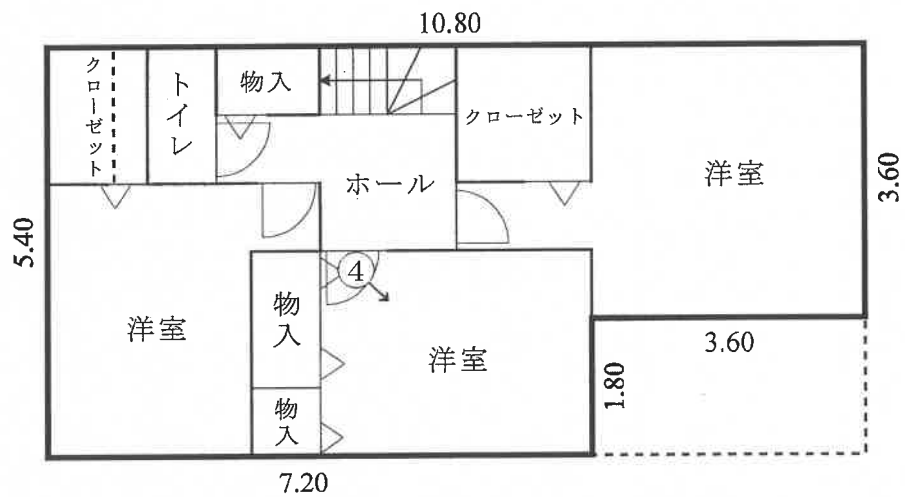 10.80
クローゼット
トイレ
物入
クローゼット
洋室
ホール
3.60
5.40
④
物入
洋室
洋室
3.60
1.80
物入
7.20